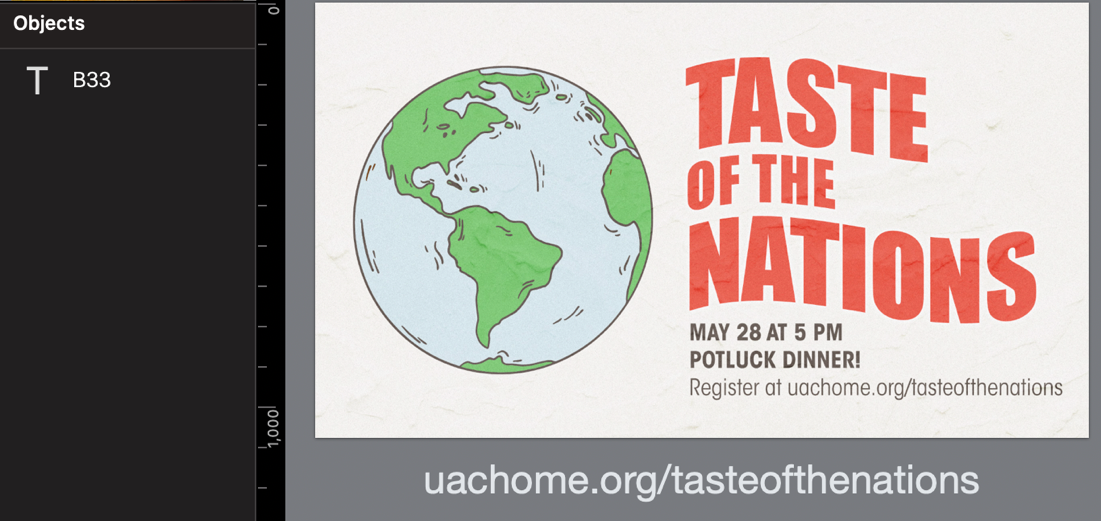 Objects
B33
0
1,000
TASTE
OF THE
NATIONS
MAY 28 AT 5 PM
POTLUCK DINNER!
Register at uachome.org/tasteofthenations
uachome.org/tasteofthenations